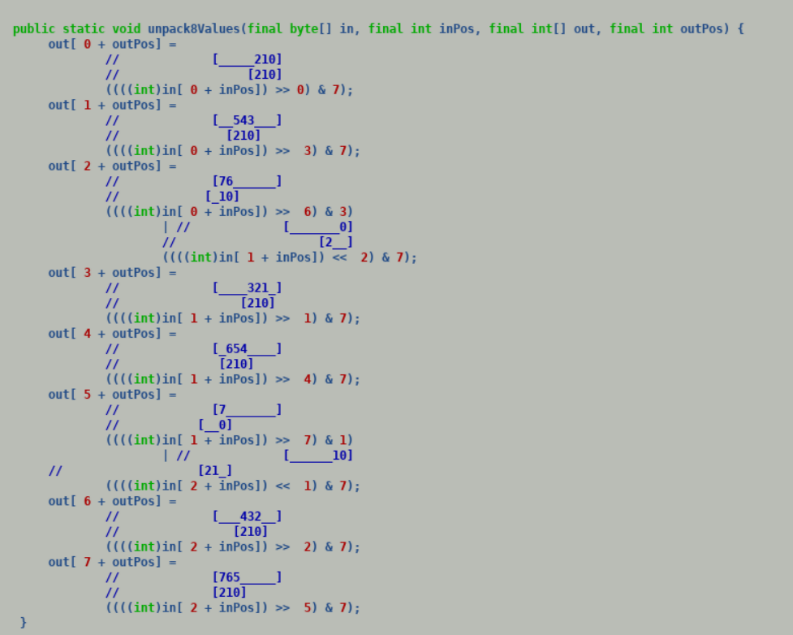 public static void unpack8Values(final byte[] in, final int inPos, final int[] out, final int outPos) {
     out[ 0 + outPos] =
             //             [_____210]
             //                  [210]
             ((((int)in[ 0 + inPos]) >> 0) & 7);
     out[ 1 + outPos] =
             //             [__543___]
             //               [210]
             ((((int)in[ 0 + inPos]) >>  3) & 7);
     out[ 2 + outPos] =
             //             [76______]
             //            [_10]
             ((((int)in[ 0 + inPos]) >>  6) & 3)
                     | //             [_______0]
                     //                    [2__]
                     ((((int)in[ 1 + inPos]) <<  2) & 7);
     out[ 3 + outPos] =
             //             [____321_]
             //                 [210]
             ((((int)in[ 1 + inPos]) >>  1) & 7);
     out[ 4 + outPos] =
             //             [_654____]
             //              [210]
             ((((int)in[ 1 + inPos]) >>  4) & 7);
     out[ 5 + outPos] =
             //             [7_______]
             //           [__0]
             ((((int)in[ 1 + inPos]) >>  7) & 1)
                     | //             [______10]
     //                   [21_]
             ((((int)in[ 2 + inPos]) <<  1) & 7);
     out[ 6 + outPos] =
             //             [___432__]
             //                [210]
             ((((int)in[ 2 + inPos]) >>  2) & 7);
     out[ 7 + outPos] =
             //             [765_____]
             //             [210]
             ((((int)in[ 2 + inPos]) >>  5) & 7);
 }